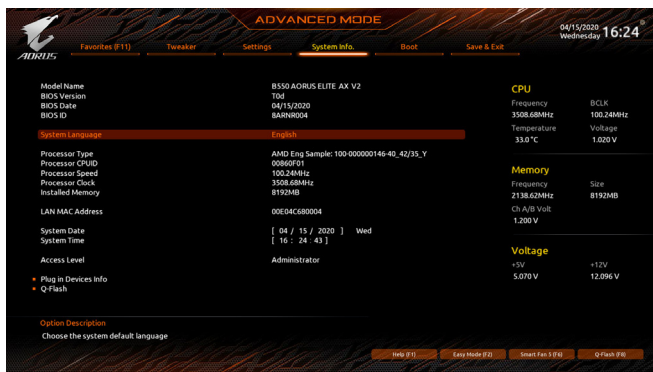 ADVANCED MODE
04/15/2020
Wednesday
16:24
AORUS
Favorites (F11) Tweaker Settings System Info. Boot Save & Exit
Model Name B550 AORUS ELITE AX V2
BIOS Version T0d
BIOS Date 04/15/2020
BIOS ID 8ARNR004
System Language English
Processor Type AMD Eng Sample: 100-000000146-40_42/35_Y
Processor CPUID 00860F01
Processor Speed 100.24MHz
Processor Clock 3508.68MHz
Installed Memory 8192MB
LAN MAC Address 00E04C680004
System Date [ 04 / 15 / 2020 ] Wed
System Time [ 16 : 24 : 43 ]
Access Level Administrator
Plug in Devices Info
Q-Flash
CPU
Frequency BCLK
3508.68MHz 100.24MHz
Temperature Voltage
33.0 °C 1.020 V
Memory
Frequency Size
2138.62MHz 8192MB
Ch A/B Volt
1.200 V
Voltage
+5V +12V
5.070 V 12.096 V
Option Description
Choose the system default language
Help (F1) Easy Mode (F2) Smart Fan 5 (F6) Q-Flash (F8)